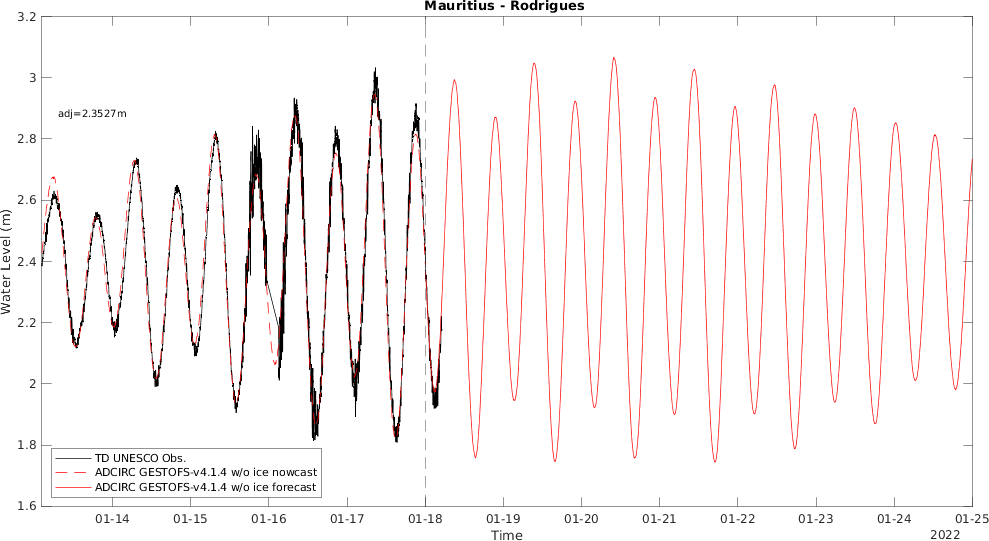 Mauritius - Rodrigues
3.2
3
2.8
2.6
2.4
2.2
2
1.8
1.6
Water Level (m)
adj=2.3527m
TD UNESCO Obs.
ADCIRC GESTOFS-v4.1.4 w/o ice nowcast
ADCIRC GESTOFS-v4.1.4 w/o ice forecast
01-14 01-15 01-16 01-17 01-18 01-19 01-20 01-21 01-22 01-23 01-24 01-25
Time
2022